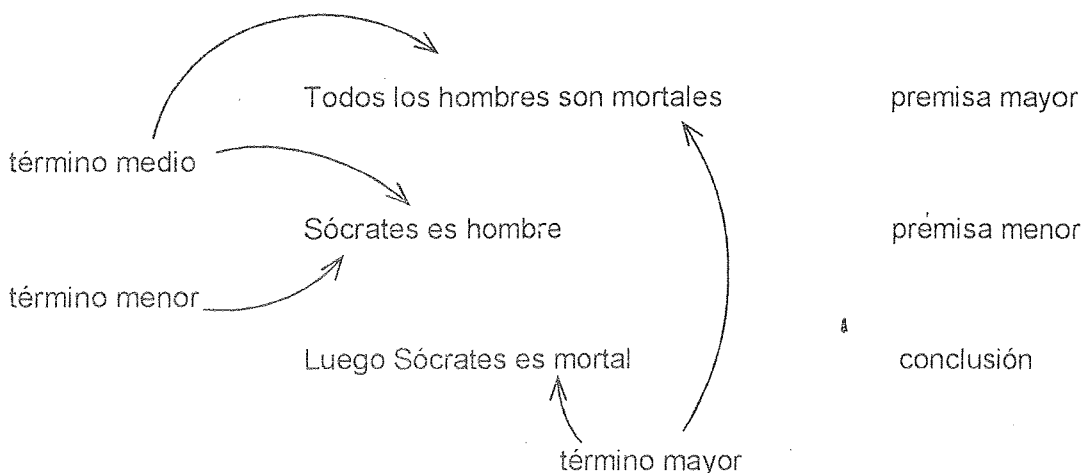 Todos los hombres son mortales premisa mayor
término medio
Sócrates es hombre premisa menor
término menor
Luego Sócrates es mortal conclusión
término mayor